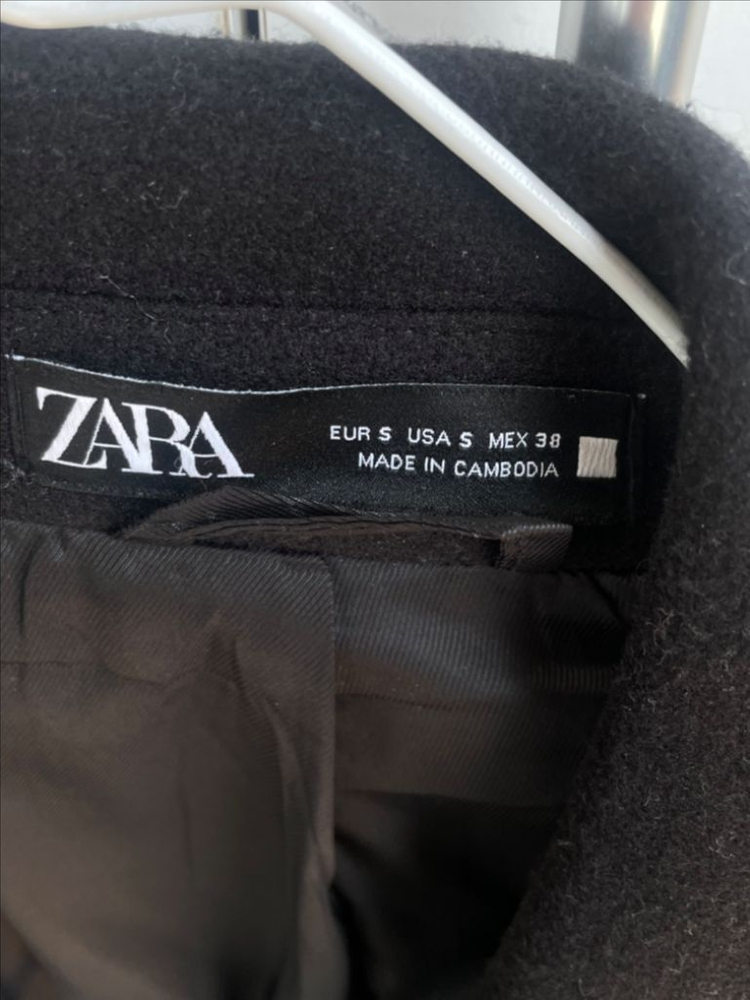 ZARA
EUR S USA S MEX 38
MADE IN CAMBODIA